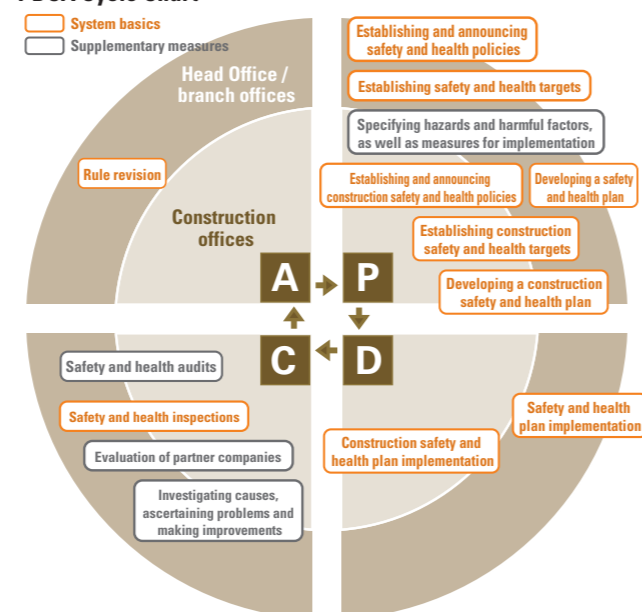 PDCA Cycle Chart
System basics
Supplementary measures
Head Office /
branch offices
Establishing and announcing
safety and health policies
Establishing safety and health targets
Specifying hazards and harmful factors,
as well as measures for implementation
Rule revision
Establishing and announcing
construction safety and health policies
Developing a safety
and health plan
Construction
offices
Establishing construction
safety and health targets
Developing a construction
safety and health plan
A
P
C
D
Safety and health audits
Safety and health inspections
Evaluation of partner companies
Investigating causes,
ascertaining problems and
making improvements
Construction safety and
health plan implementation
Safety and health
plan implementation